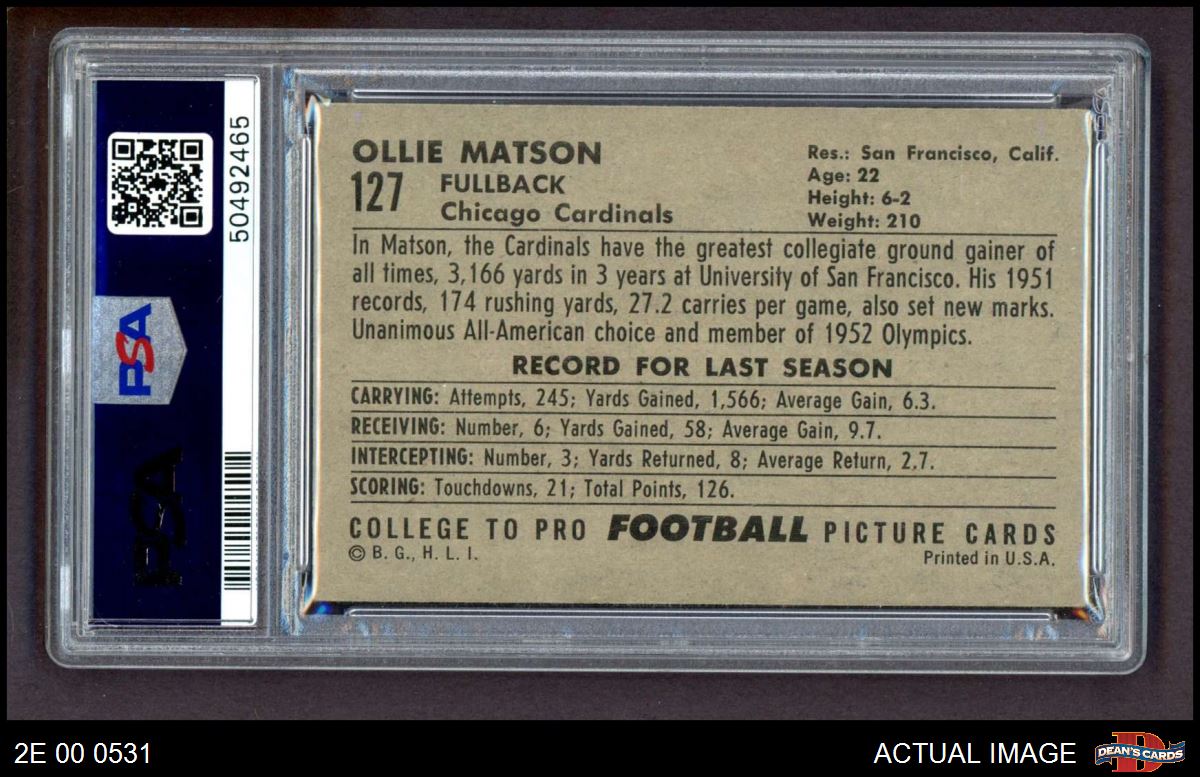 50492465
PSA
PSA
OLLIE MATSON
127 FULLBACK
Chicago Cardinals
Res.: San Francisco, Calif.
Age: 22
Height: 6-2
Weight: 210
In Matson, the Cardinals have the greatest collegiate ground gainer of
all times, 3,166 yards in 3 years at University of San Francisco. His 1951
records, 174 rushing yards, 27.2 carries per game, also set new marks.
Unanimous All-American choice and member of 1952 Olympics.
RECORD FOR LAST SEASON
CARRYING: Attempts, 245; Yards Gained, 1,566; Average Gain, 6.3.
RECEIVING: Number, 6; Yards Gained, 58; Average Gain, 9.7.
INTERCEPTING: Number, 3; Yards Returned, 8; Average Return, 2.7.
SCORING: Touchdowns, 21; Total Points, 126.
COLLEGE TO PRO FOOTBALL PICTURE CARDS
© B. G., H. L. I.
Printed in U.S.A.
2E 00 0531
ACTUAL IMAGE
DEAN'S CARDS